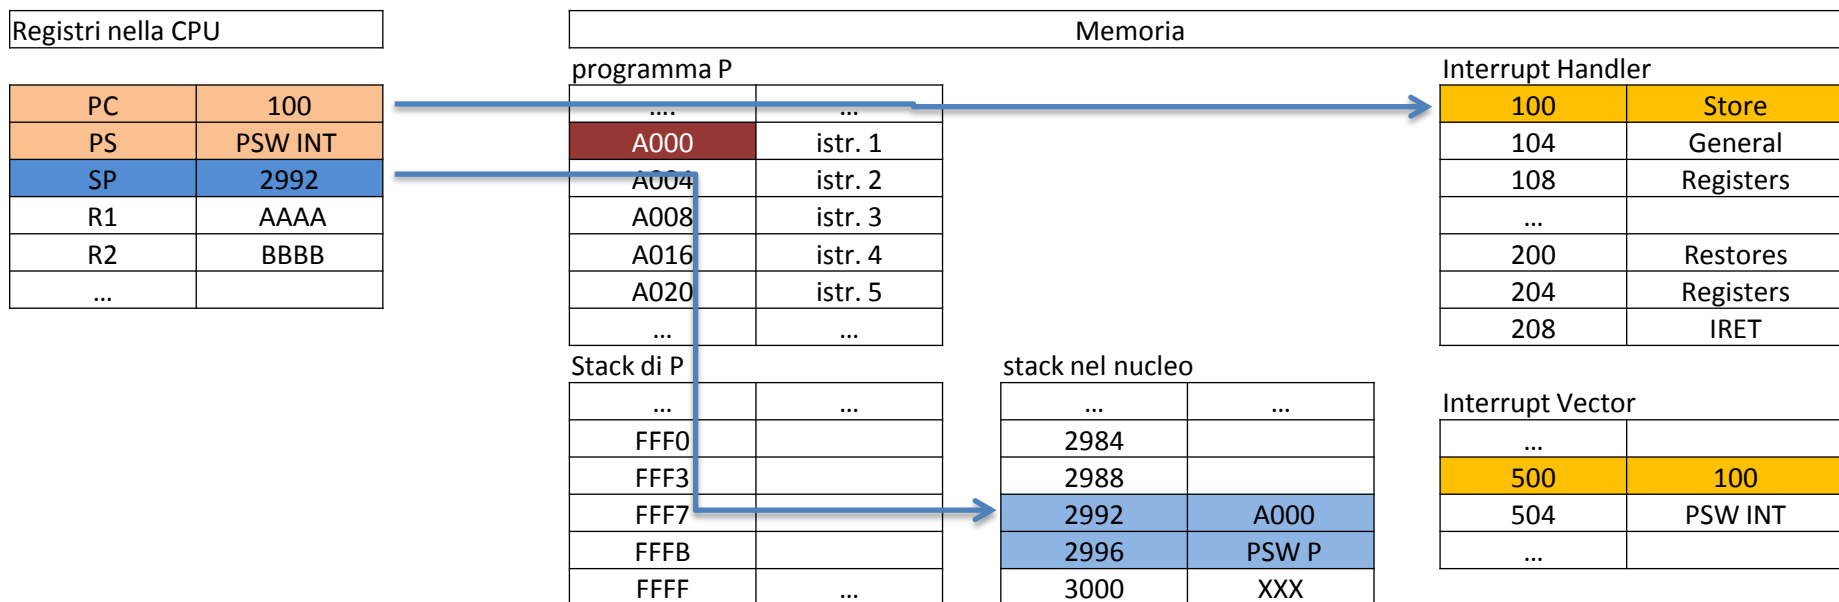 Registri nella CPU Memoria
programma P Interrupt Handler
PC 100 .... ... 100 Store
PS PSW INT A000 istr. 1 104 General
SP 2992 A004 istr. 2 108 Registers
R1 AAAA A008 istr. 3 ...
R2 BBBB A016 istr. 4 200 Restores
... A020 istr. 5 204 Registers
... ... 208 IRET
Stack di P stack nel nucleo
... ... ... ... Interrupt Vector
FFF0 2984 ...
FFF3 2988 500 100
FFF7 2992 A000 504 PSW INT
FFFB 2996 PSW P ...
FFFF ... 3000 XXX